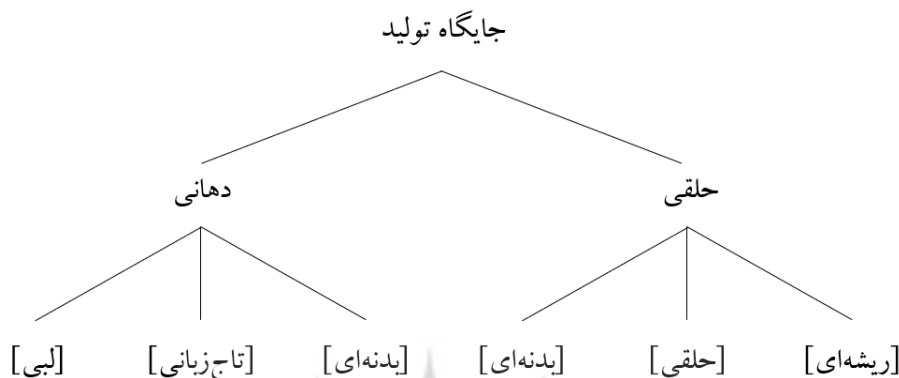 جایگاه تولید
حلقی دهانی
[ریشه‌ای] [حلقی] [بدنه‌ای] [بدنه‌ای] [تاج‌زبانی] [لبی]